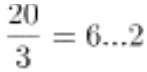 20/3 = 6...2